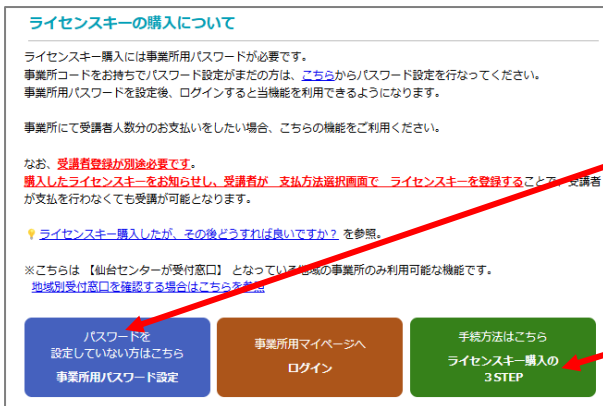 ライセンスキーの購入について
ライセンスキー購入には事業所用パスワードが必要です。
事業所コードをお持ちでパスワード設定がまだの方は、こちらからパスワード設定を行なってください。
事業所用パスワードを設定後、ログインすると当機能を利用できるようになります。
事業所にて受講者人数分のお支払いをしたい場合、こちらの機能をご利用ください。
なお、受講者登録が別途必要です。
購入したライセンスキーをお知らせし、受講者が 支払方法選択画面で ライセンスキーを登録することで、受講者
が支払を行わなくても受講が可能となります。
ライセンスキー購入したが、その後どうすれば良いですか? を参照。
※こちらは 【仙台センターが受付窓口】 となっている地域の事業所のみ利用可能な機能です。
地域別受付窓口を確認する場合はこちらを参照
パスワードを
設定していない方はこちら
事業所用パスワード設定
事業所用マイページへ
ログイン
手続方法はこちら
ライセンスキー購入の
3 STEP